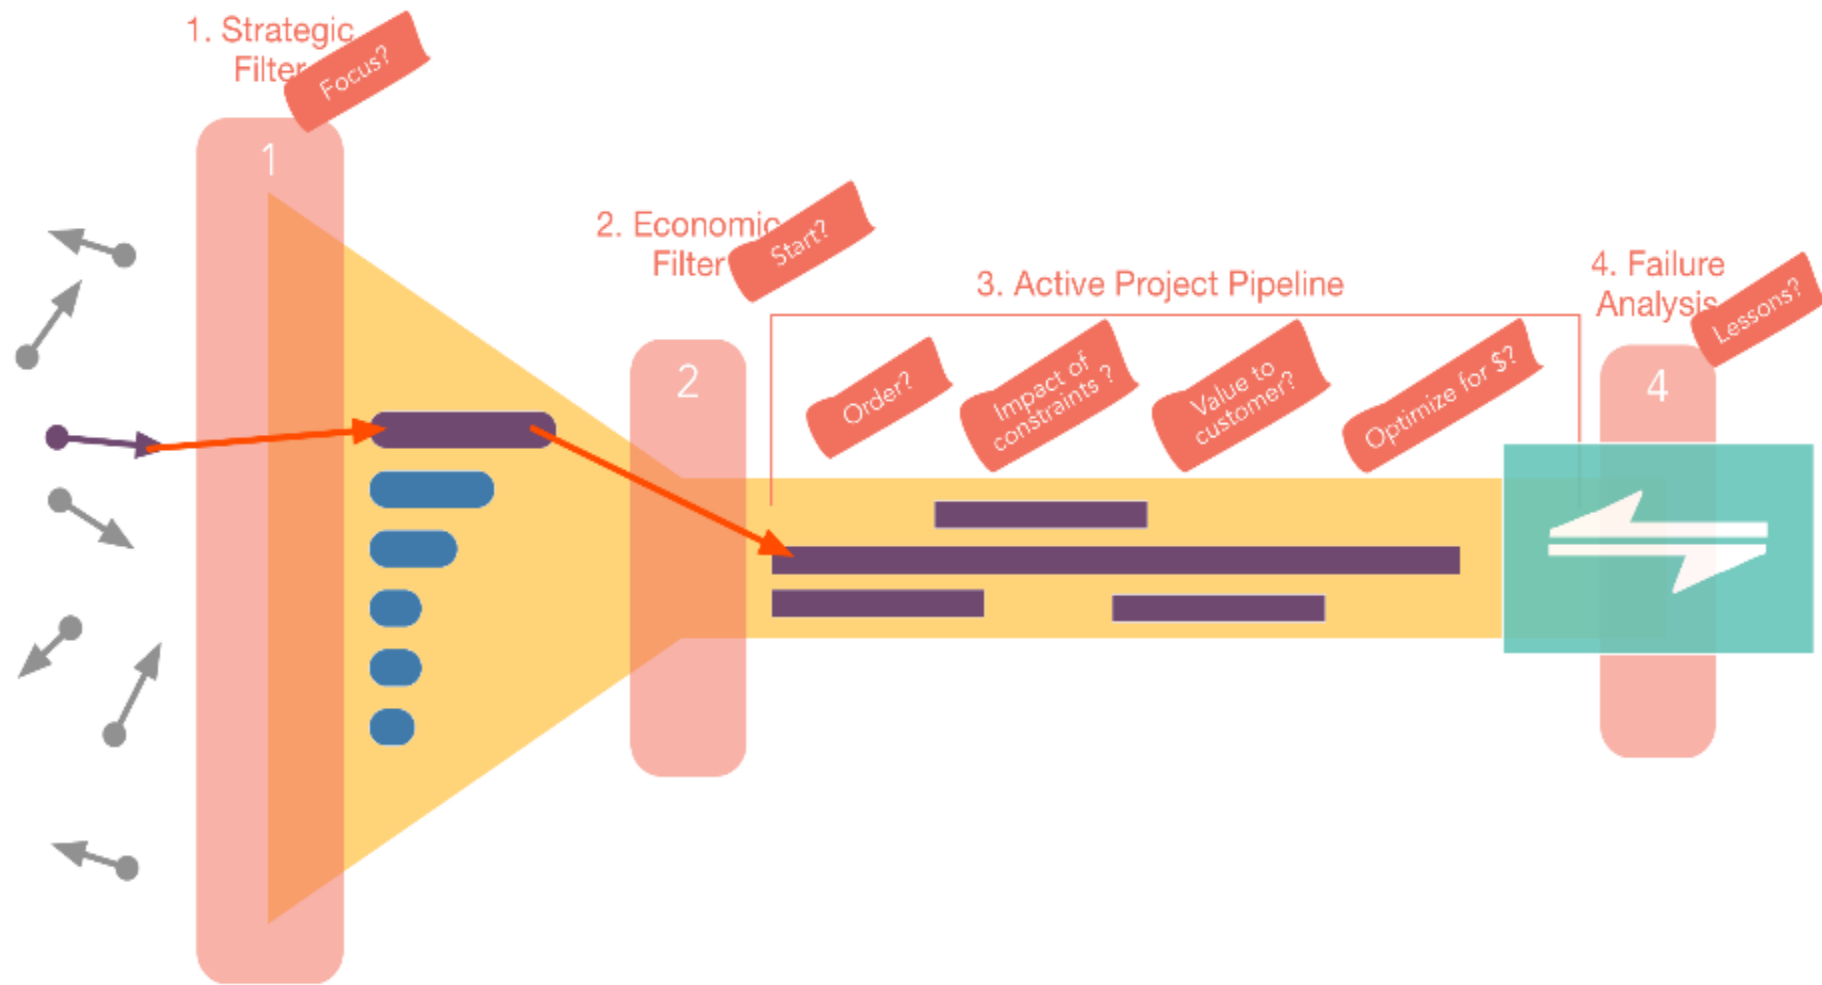 1. Strategic
Filter
Focus?
1
2. Economic
Filter
Start?
2
3. Active Project Pipeline
Order?
Impact of
constraints ?
Value to
customer?
Optimize for $?
4. Failure
Analysis
Lessons?
4